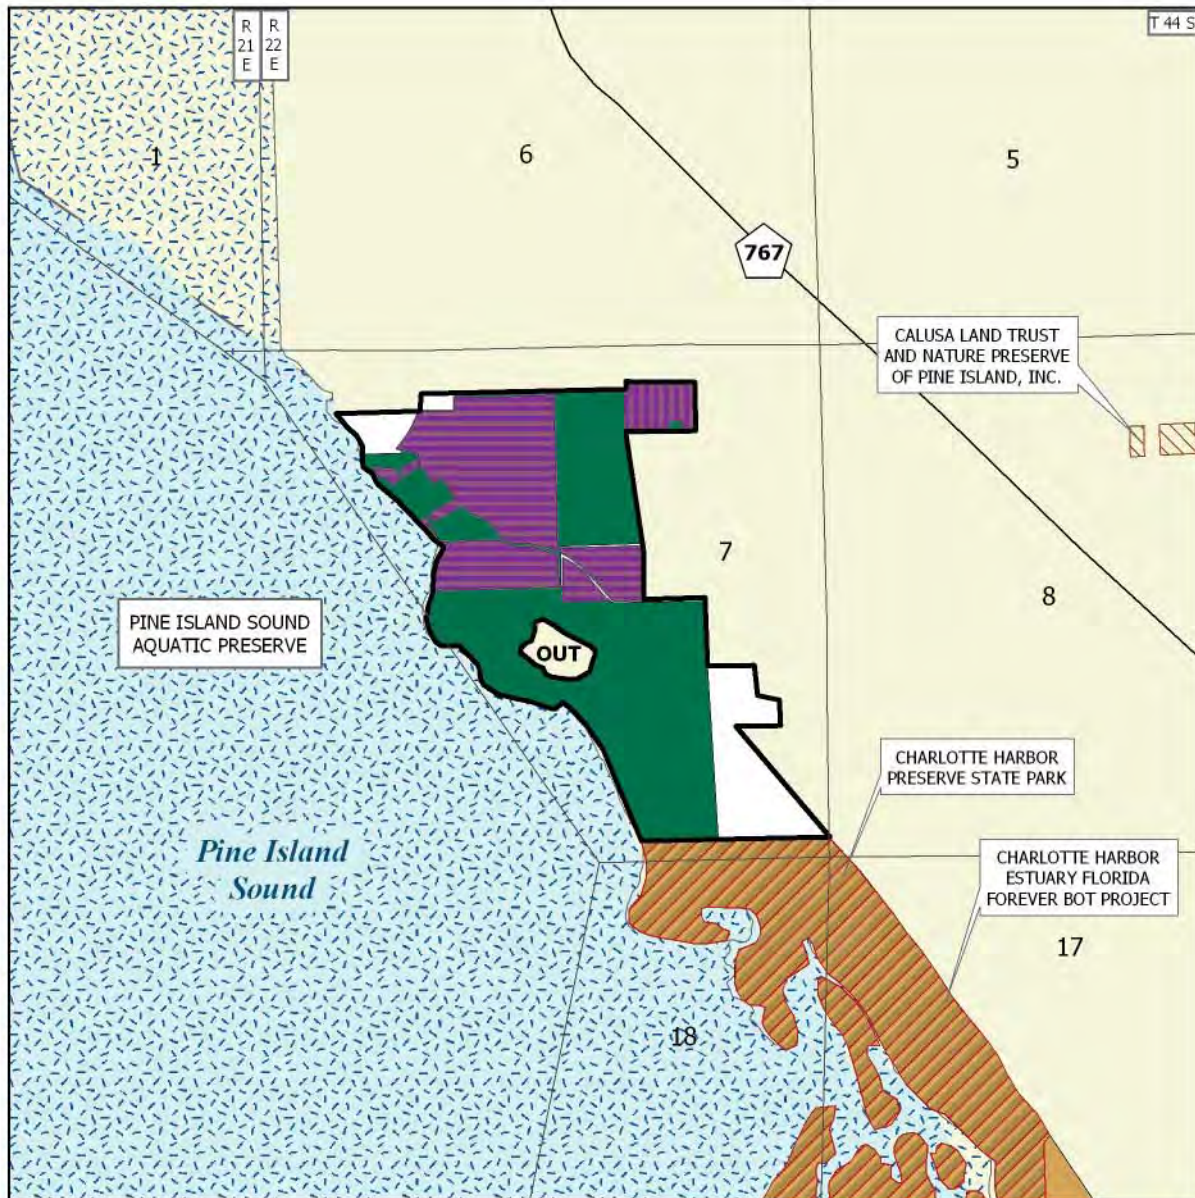 R
21
E
R
22
E
T 44 S
1
6
5
767
CALUSA LAND TRUST
AND NATURE PRESERVE
OF PINE ISLAND, INC.
7
8
PINE ISLAND SOUND
AQUATIC PRESERVE
OUT
CHARLOTTE HARBOR
PRESERVE STATE PARK
Pine Island
Sound
CHARLOTTE HARBOR
ESTUARY FLORIDA
FOREVER BOT PROJECT
17
18